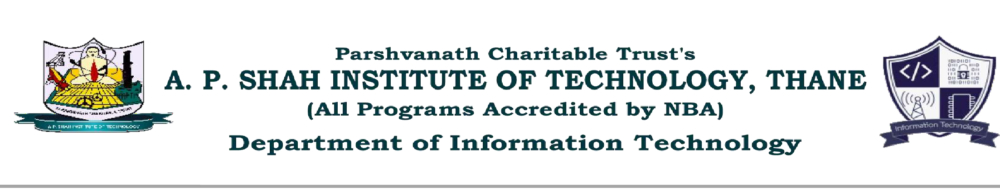 Parshvanath Charitable Trust's
A. P. SHAH INSTITUTE OF TECHNOLOGY, THANE
(All Programs Accredited by NBA)
Department of Information Technology
A. P. SHAH INSTITUTE OF TECHNOLOGY
</>
Information Technology